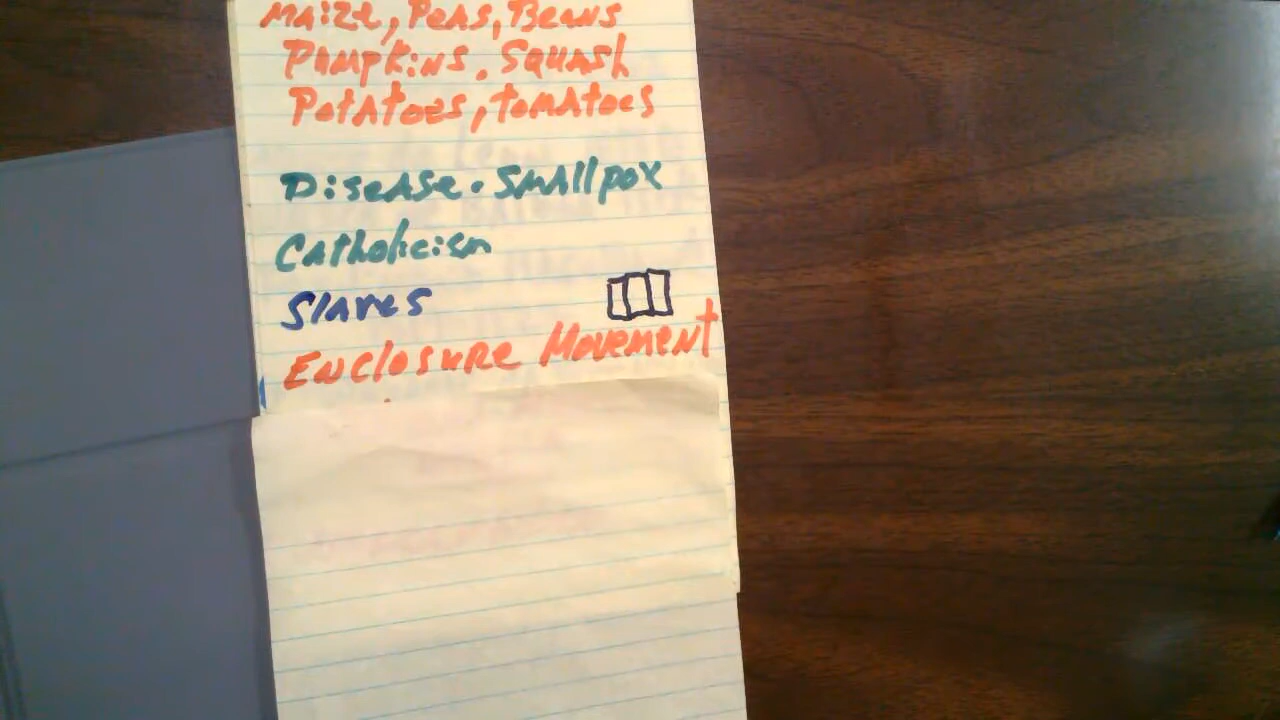 Maize, Peas, Beans
Pumpkins. Squash
Potatoes, tomatoes
Disease. Smallpox
Catholicism
Slaves
Enclosure Movement